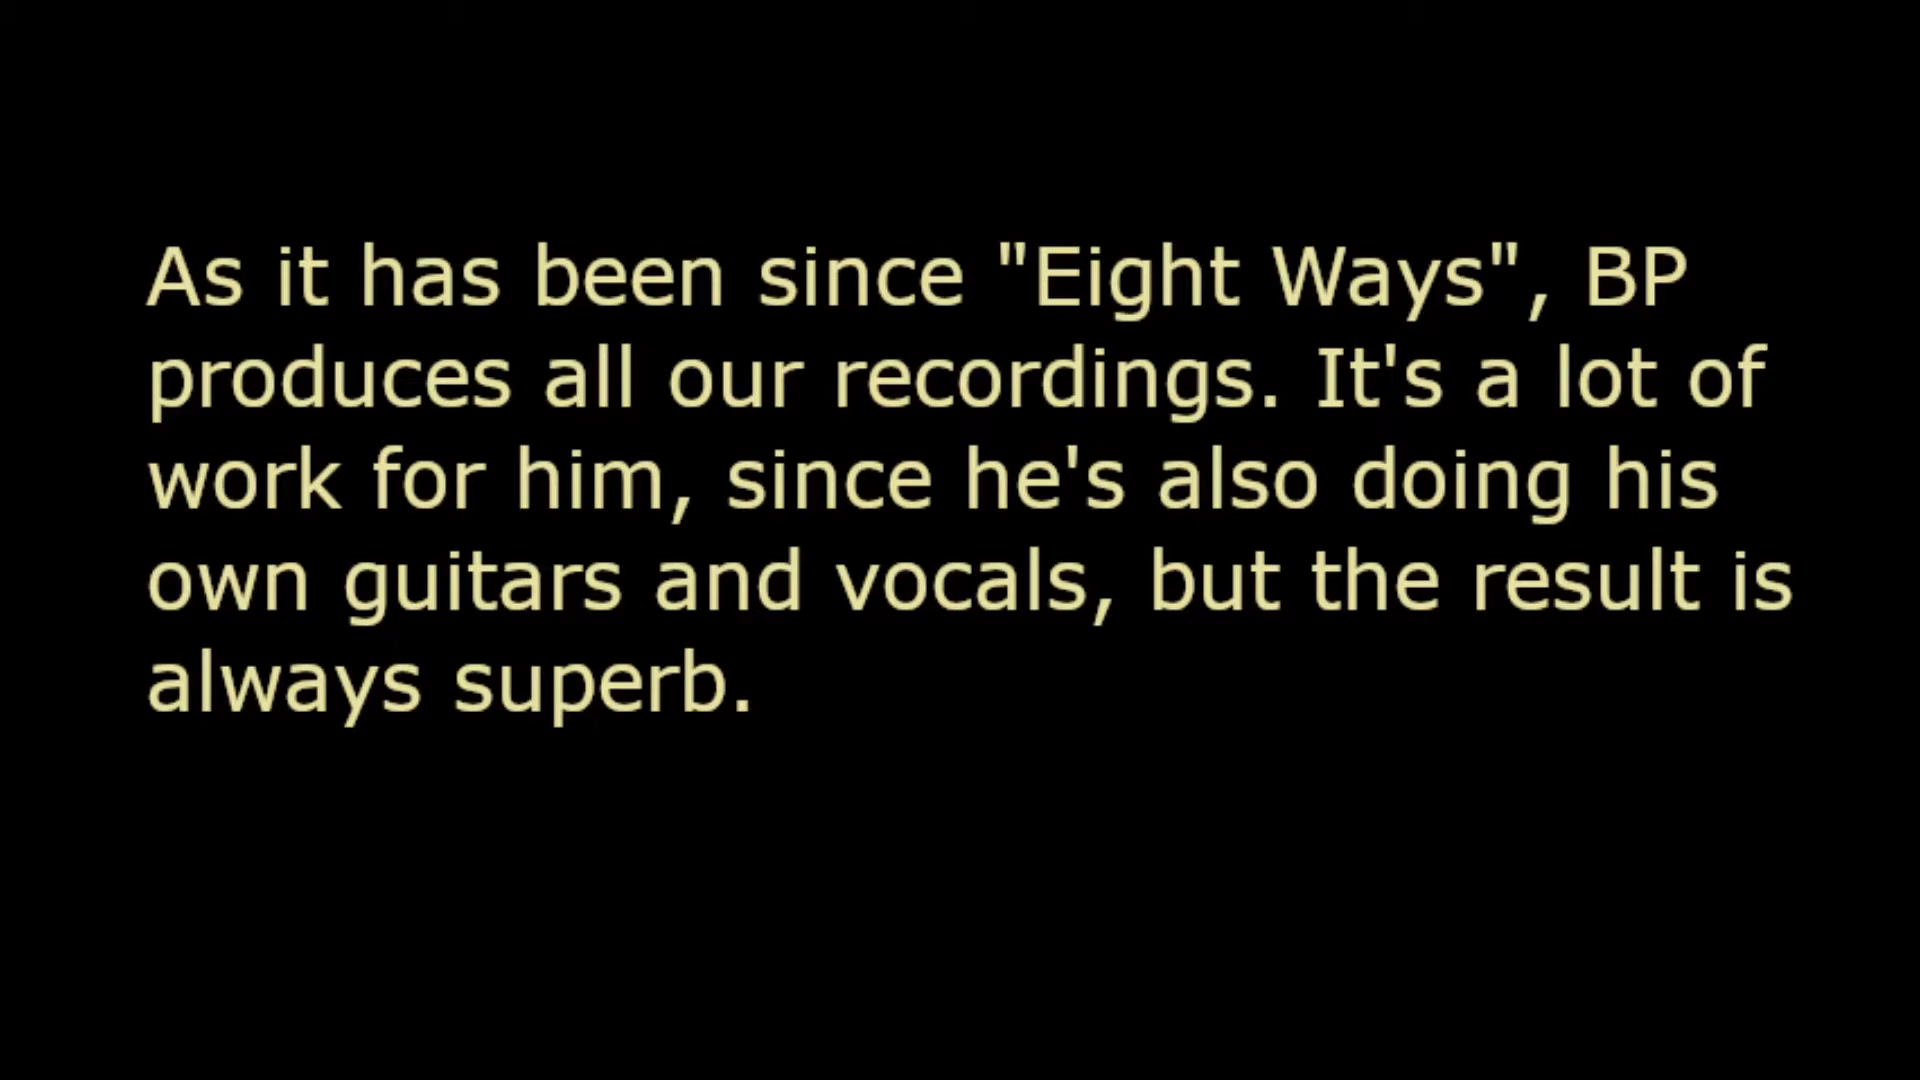 As it has been since "Eight Ways", BP
produces all our recordings. It's a lot of
work for him, since he's also doing his
own guitars and vocals, but the result is
always superb.